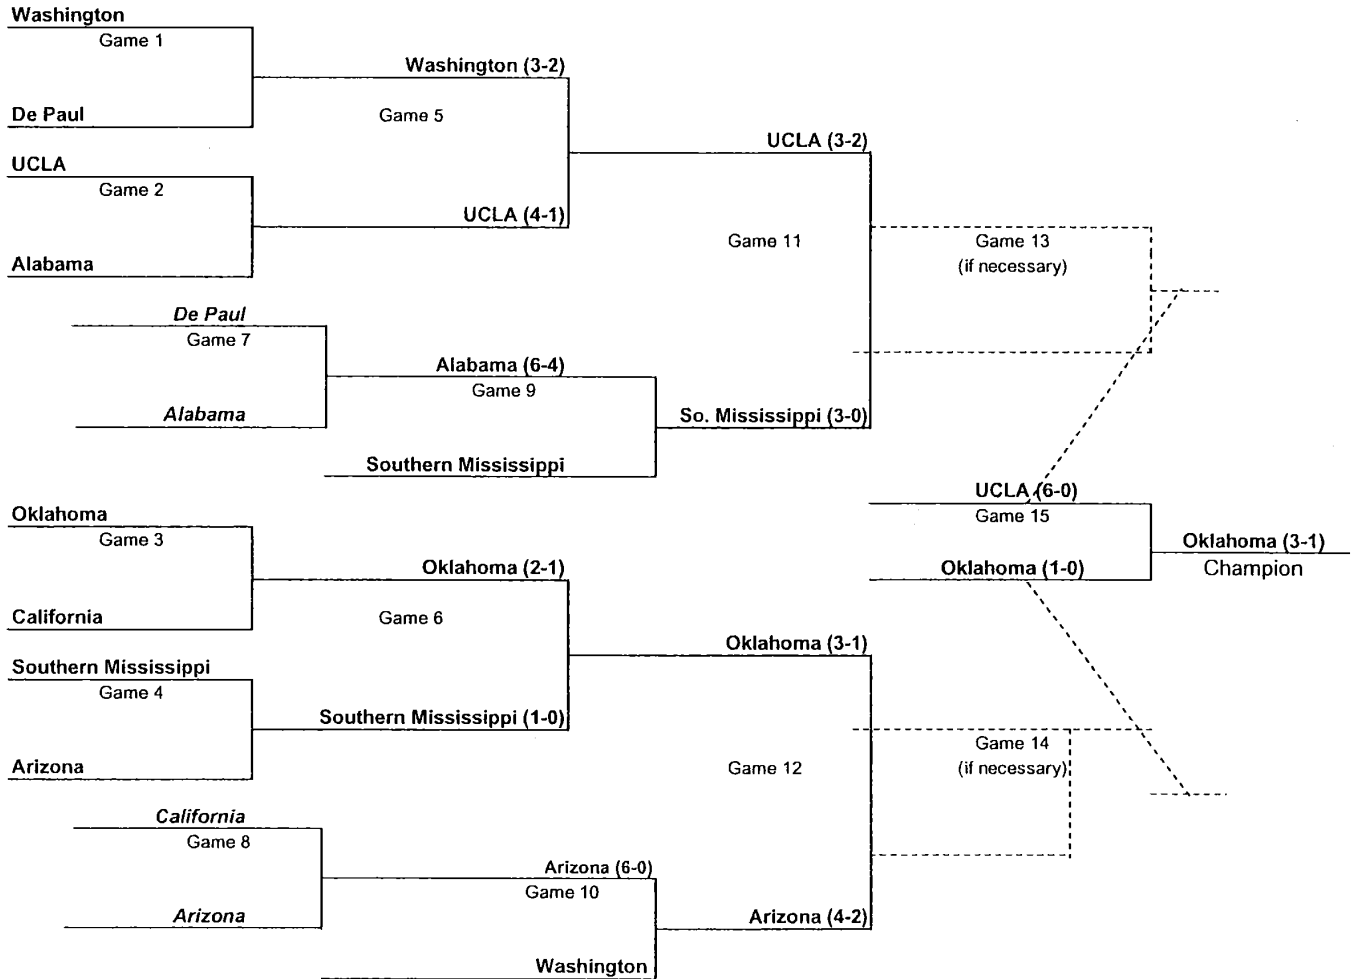 Washington
Game 1
Washington (3-2)
De Paul
Game 5
UCLA (3-2)
UCLA
Game 2
UCLA (4-1)
Game 11
Game 13
(if necessary)
Alabama
De Paul
Game 7
Alabama (6-4)
Game 9
Alabama
So. Mississippi (3-0)
Southern Mississippi
UCLA (6-0)
Game 15
Oklahoma (3-1)
Champion
Oklahoma (1-0)
Oklahoma
Game 3
Oklahoma (2-1)
California
Game 6
Oklahoma (3-1)
Southern Mississippi
Game 4
Southern Mississippi (1-0)
Game 12
Game 14
(if necessary)
Arizona
California
Game 8
Arizona (6-0)
Game 10
Arizona
Arizona (4-2)
Washington